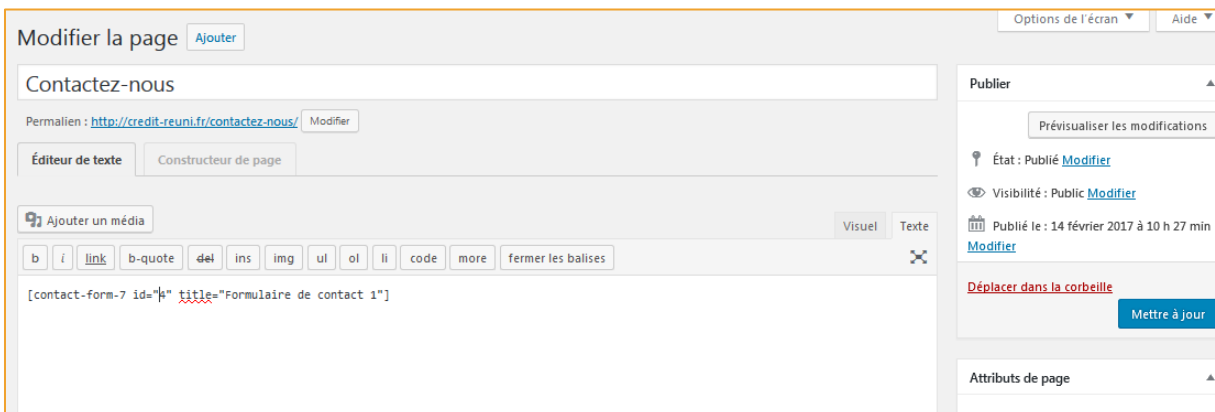 Options de l'écran
Aide
Modifier la page Ajouter
Contactez-nous
Permalien : http://credit-reuni.fr/contactez-nous/ Modifier
Éditeur de texte Constructeur de page
Ajouter un média
Visuel Texte
b i link b-quote del ins img ul ol li code more fermer les balises
[contact-form-7 id="4" title="Formulaire de contact 1"]
Publier
Prévisualiser les modifications
État : Publié Modifier
Visibilité : Public Modifier
Publié le : 14 février 2017 à 10 h 27 min
Modifier
Déplacer dans la corbeille
Mettre à jour
Attributs de page